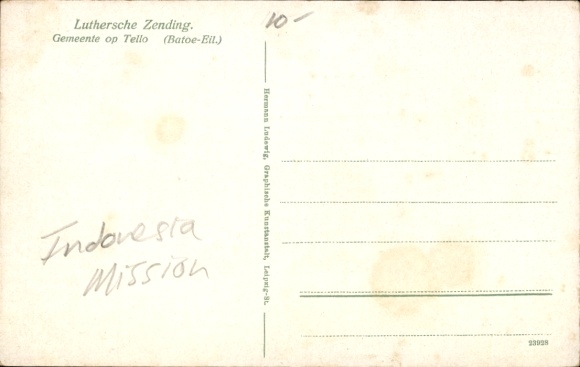 Luthersche Zending.
Gemeente op Tello (Batoe-Eil.)
10-
Hermann Ludewig, Graphische Kunstanstalt, Leipzig-St.
Indonesia
Mission
23928